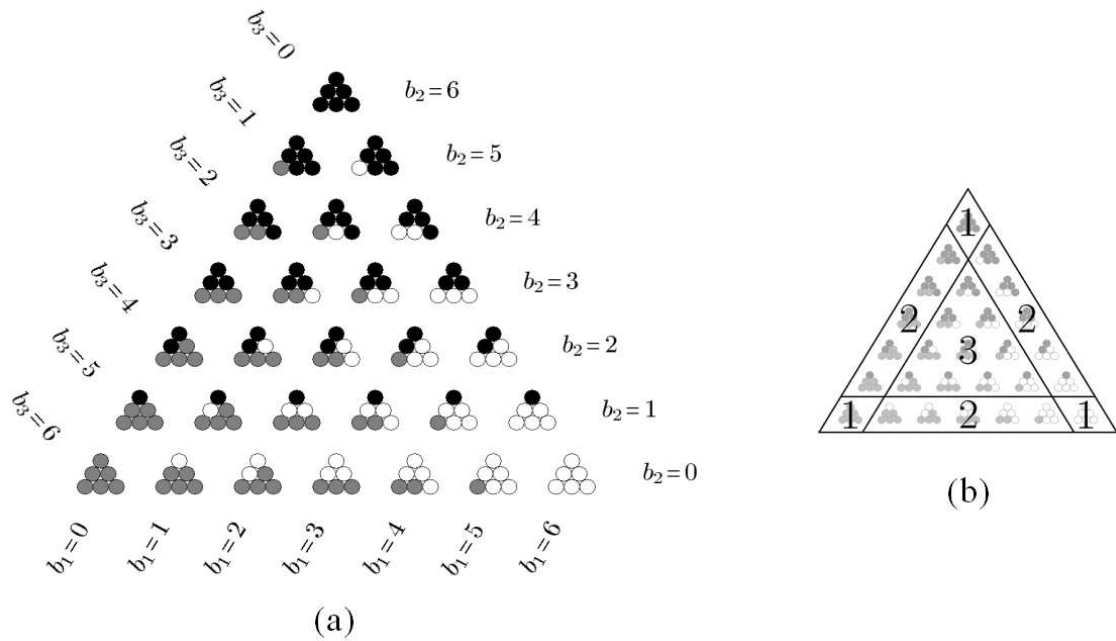 b₃=0
b₃=1
b₃=2
b₃=3
b₃=4
b₃=5
b₃=6
b₂=6
b₂=5
b₂=4
b₂=3
b₂=2
b₂=1
b₂=0
b₁=0
b₁=1
b₁=2
b₁=3
b₁=4
b₁=5
b₁=6
(a)
1
2 2
3
1 2 1
(b)